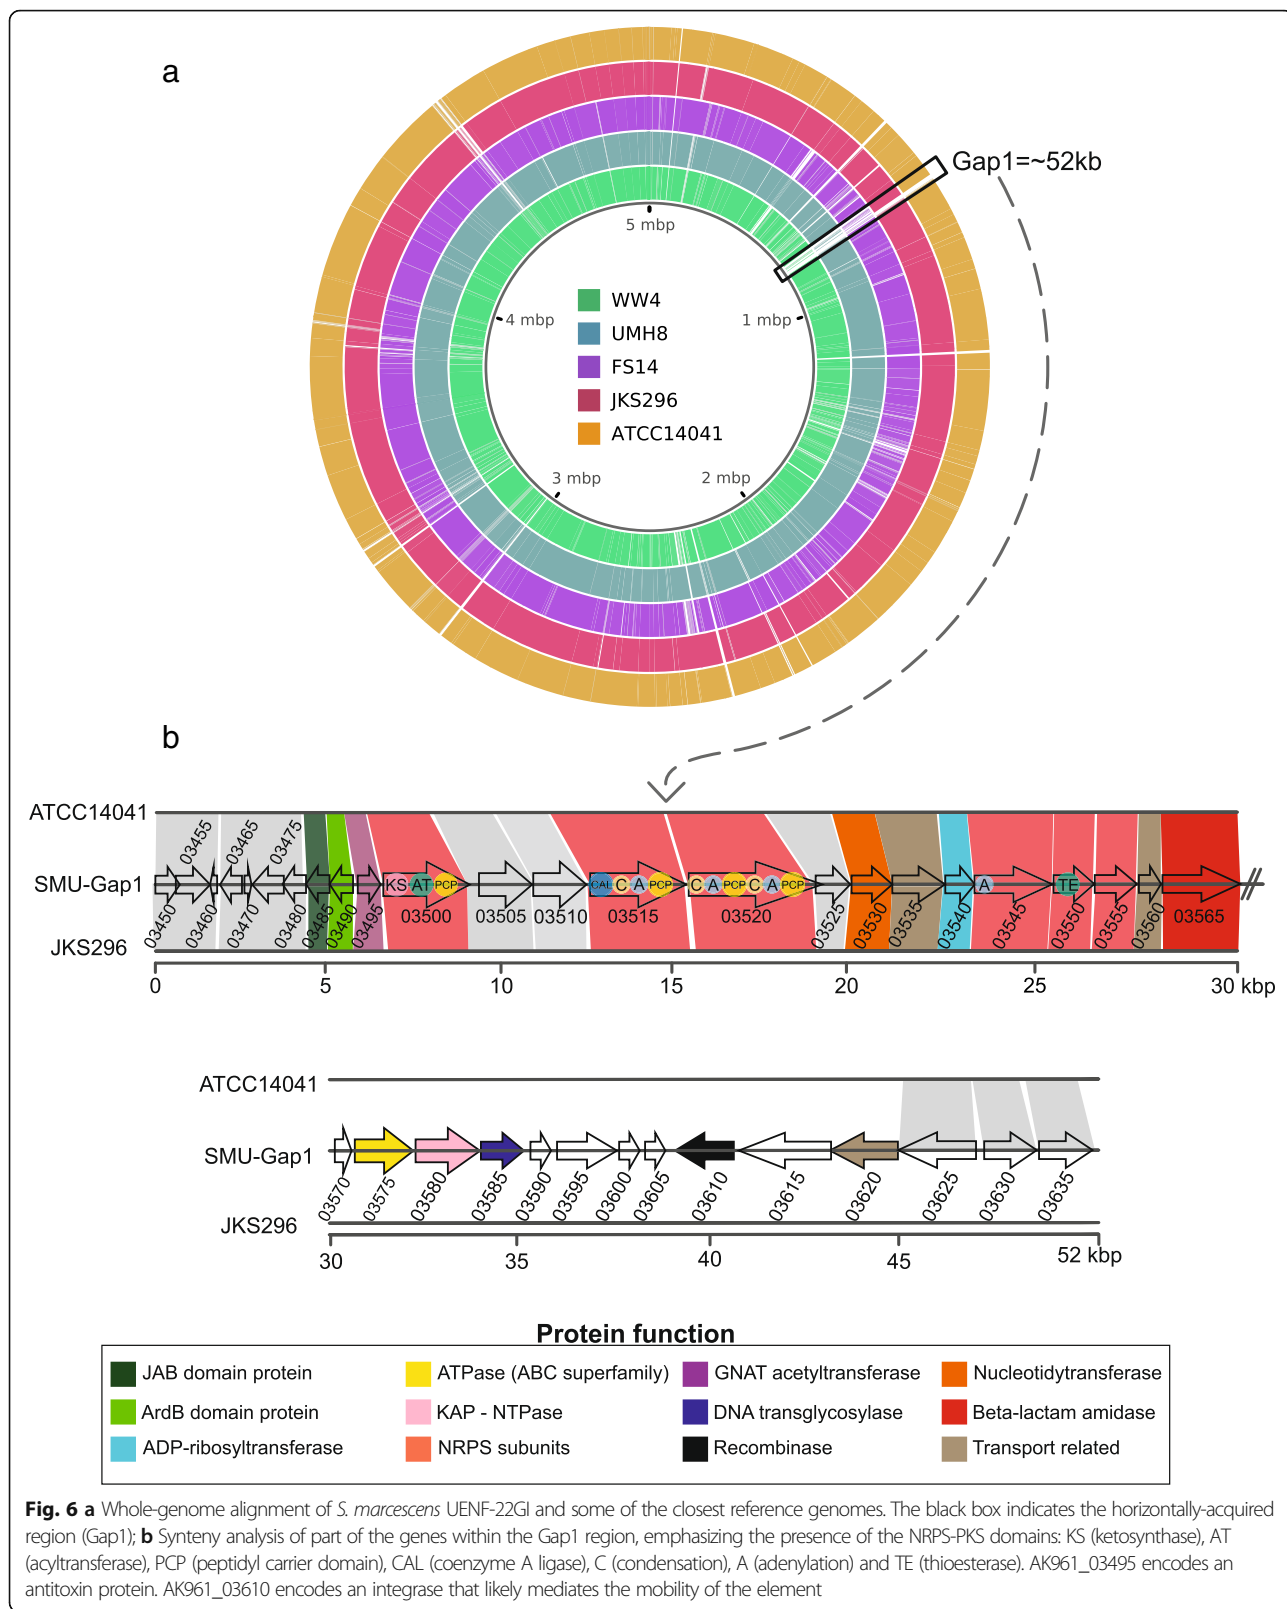 a
Gap1=~52kb
5 mbp
WW4
4 mbp
UMH8
1 mbp
FS14
JKS296
ATCC14041
3 mbp
2 mbp
b
ATCC14041
03455
03465
03475
SMU-Gap1
KS AT PCP
CAL C A PCP
C A PCP C A PCP
A
TE
03450
03460
03470
03480
03485
03490
03495
03500
03505
03510
03515
03520
03525
03530
03535
03540
03545
03550
03555
03560
03565
JKS296
0 5 10 15 20 25 30 kbp
ATCC14041
SMU-Gap1
03570
03575
03580
03585
03590
03595
03600
03605
03610
03615
03620
03625
03630
03635
JKS296
30 35 40 45 52 kbp
Protein function
JAB domain protein
ATPase (ABC superfamily)
GNAT acetyltransferase
Nucleotidytransferase
ArdB domain protein
KAP - NTPase
DNA transglycosylase
Beta-lactam amidase
ADP-ribosyltransferase
NRPS subunits
Recombinase
Transport related
Fig. 6 a Whole-genome alignment of S. marcescens UENF-22GI and some of the closest reference genomes. The black box indicates the horizontally-acquired
region (Gap1); b Synteny analysis of part of the genes within the Gap1 region, emphasizing the presence of the NRPS-PKS domains: KS (ketosynthase), AT
(acyltransferase), PCP (peptidyl carrier domain), CAL (coenzyme A ligase), C (condensation), A (adenylation) and TE (thioesterase). AK961_03495 encodes an
antitoxin protein. AK961_03610 encodes an integrase that likely mediates the mobility of the element